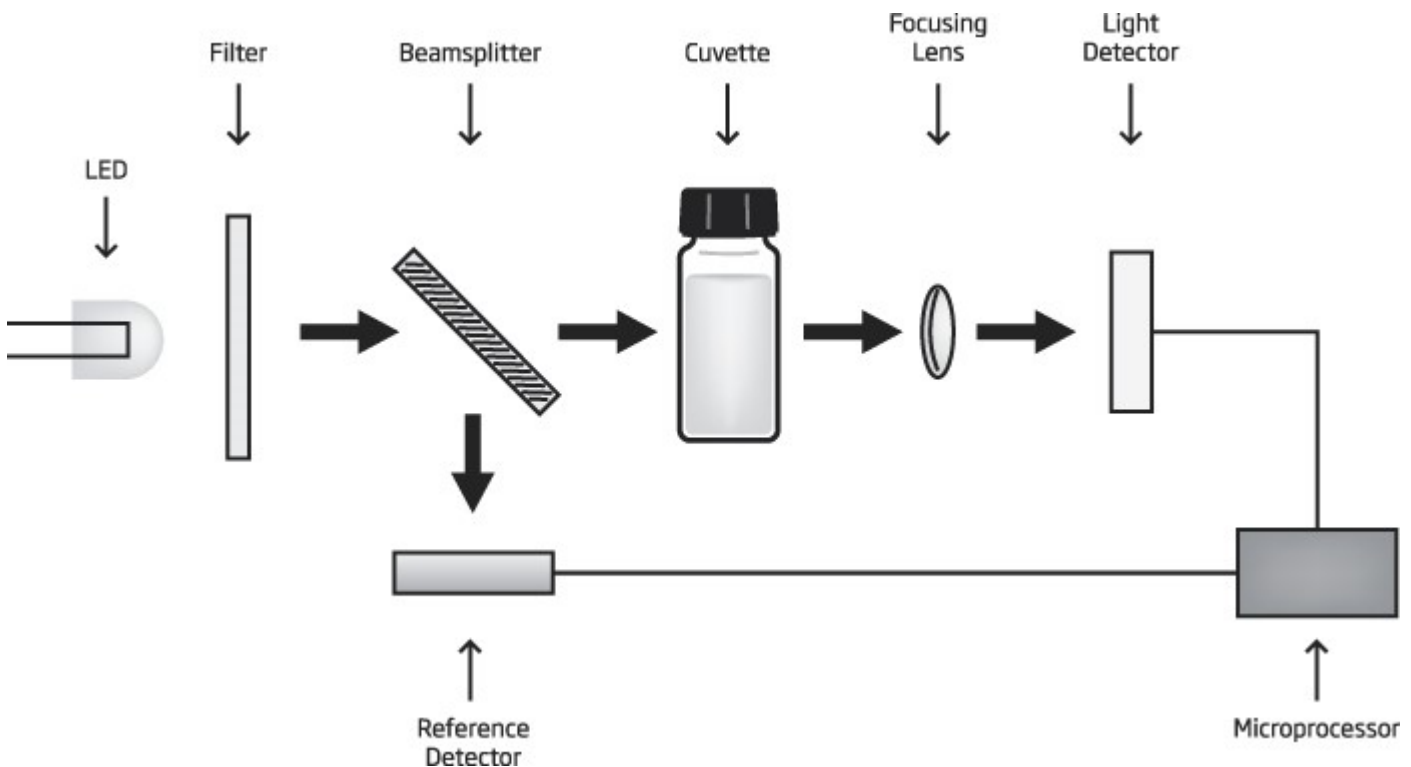 Filter
Beamsplitter
Cuvette
Focusing
Lens
Light
Detector
LED
Reference
Detector
Microprocessor